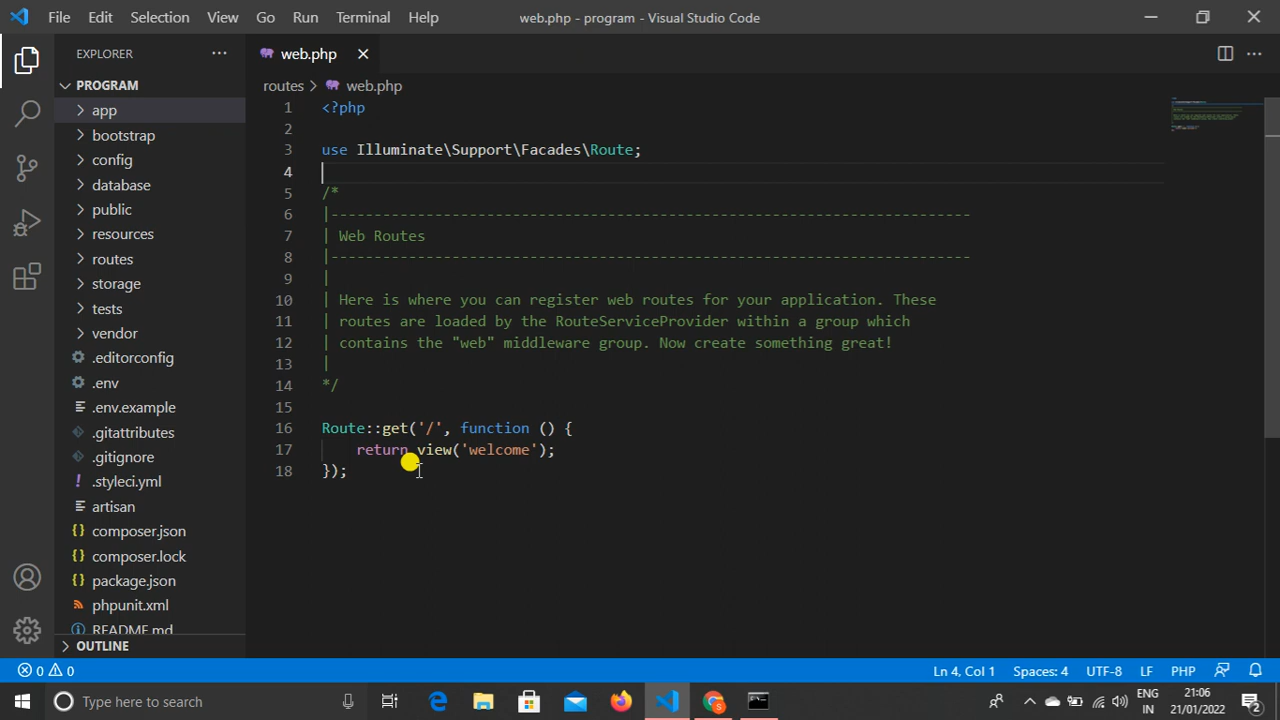 File Edit Selection View Go Run Terminal Help web.php - program - Visual Studio Code
EXPLORER
web.php
PROGRAM
routes > web.php
app
bootstrap
config
database
public
resources
routes
storage
tests
vendor
.editorconfig
.env
.env.example
.gitattributes
.gitignore
.styleci.yml
artisan
composer.json
composer.lock
package.json
phpunit.xml
README.md
OUTLINE
1 <?php
2
3 use Illuminate\Support\Facades\Route;
4
5 /*
6 |--------------------------------------------------------------------------
7 | Web Routes
8 |--------------------------------------------------------------------------
9 |
10 | Here is where you can register web routes for your application. These
11 | routes are loaded by the RouteServiceProvider within a group which
12 | contains the "web" middleware group. Now create something great!
13 |
14 */
15
16 Route::get('/', function () {
17 return view('welcome');
18 });
0 0 Ln 4, Col 1 Spaces: 4 UTF-8 LF PHP
Type here to search
ENG
IN
21:06
21/01/2022
2